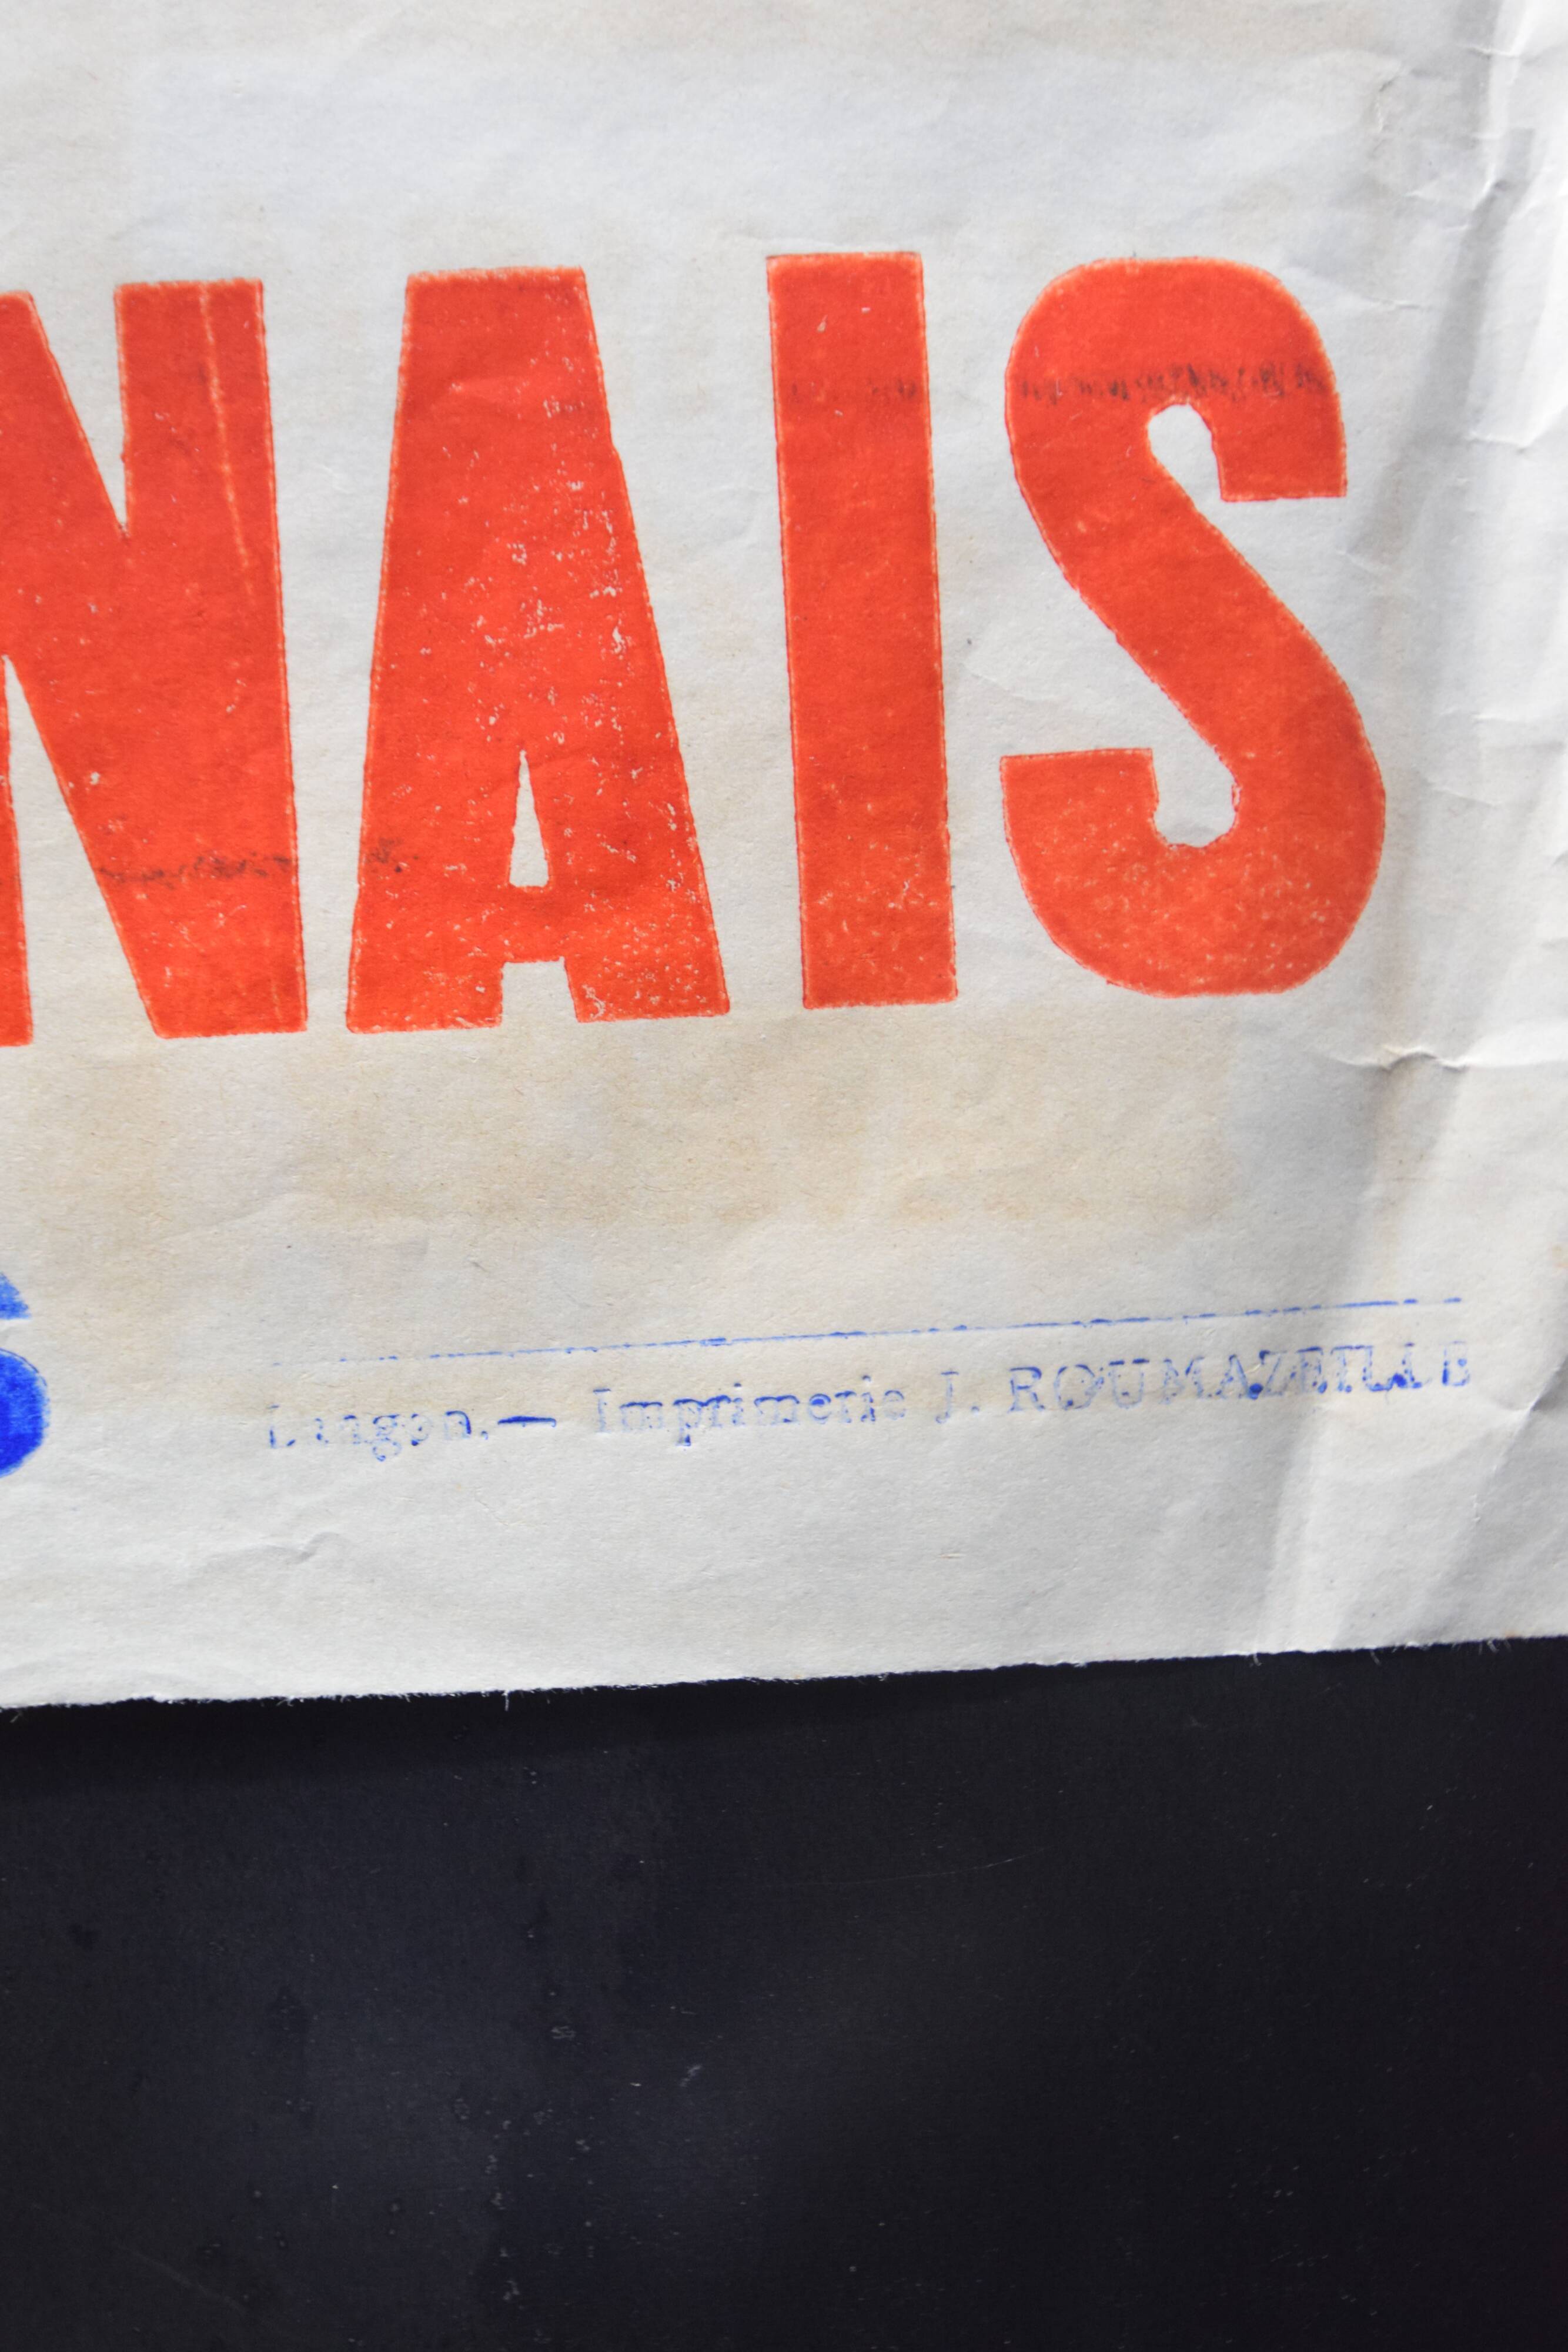 NAIS
S
Langon.— Imprimerie J. ROUMAZEILLE